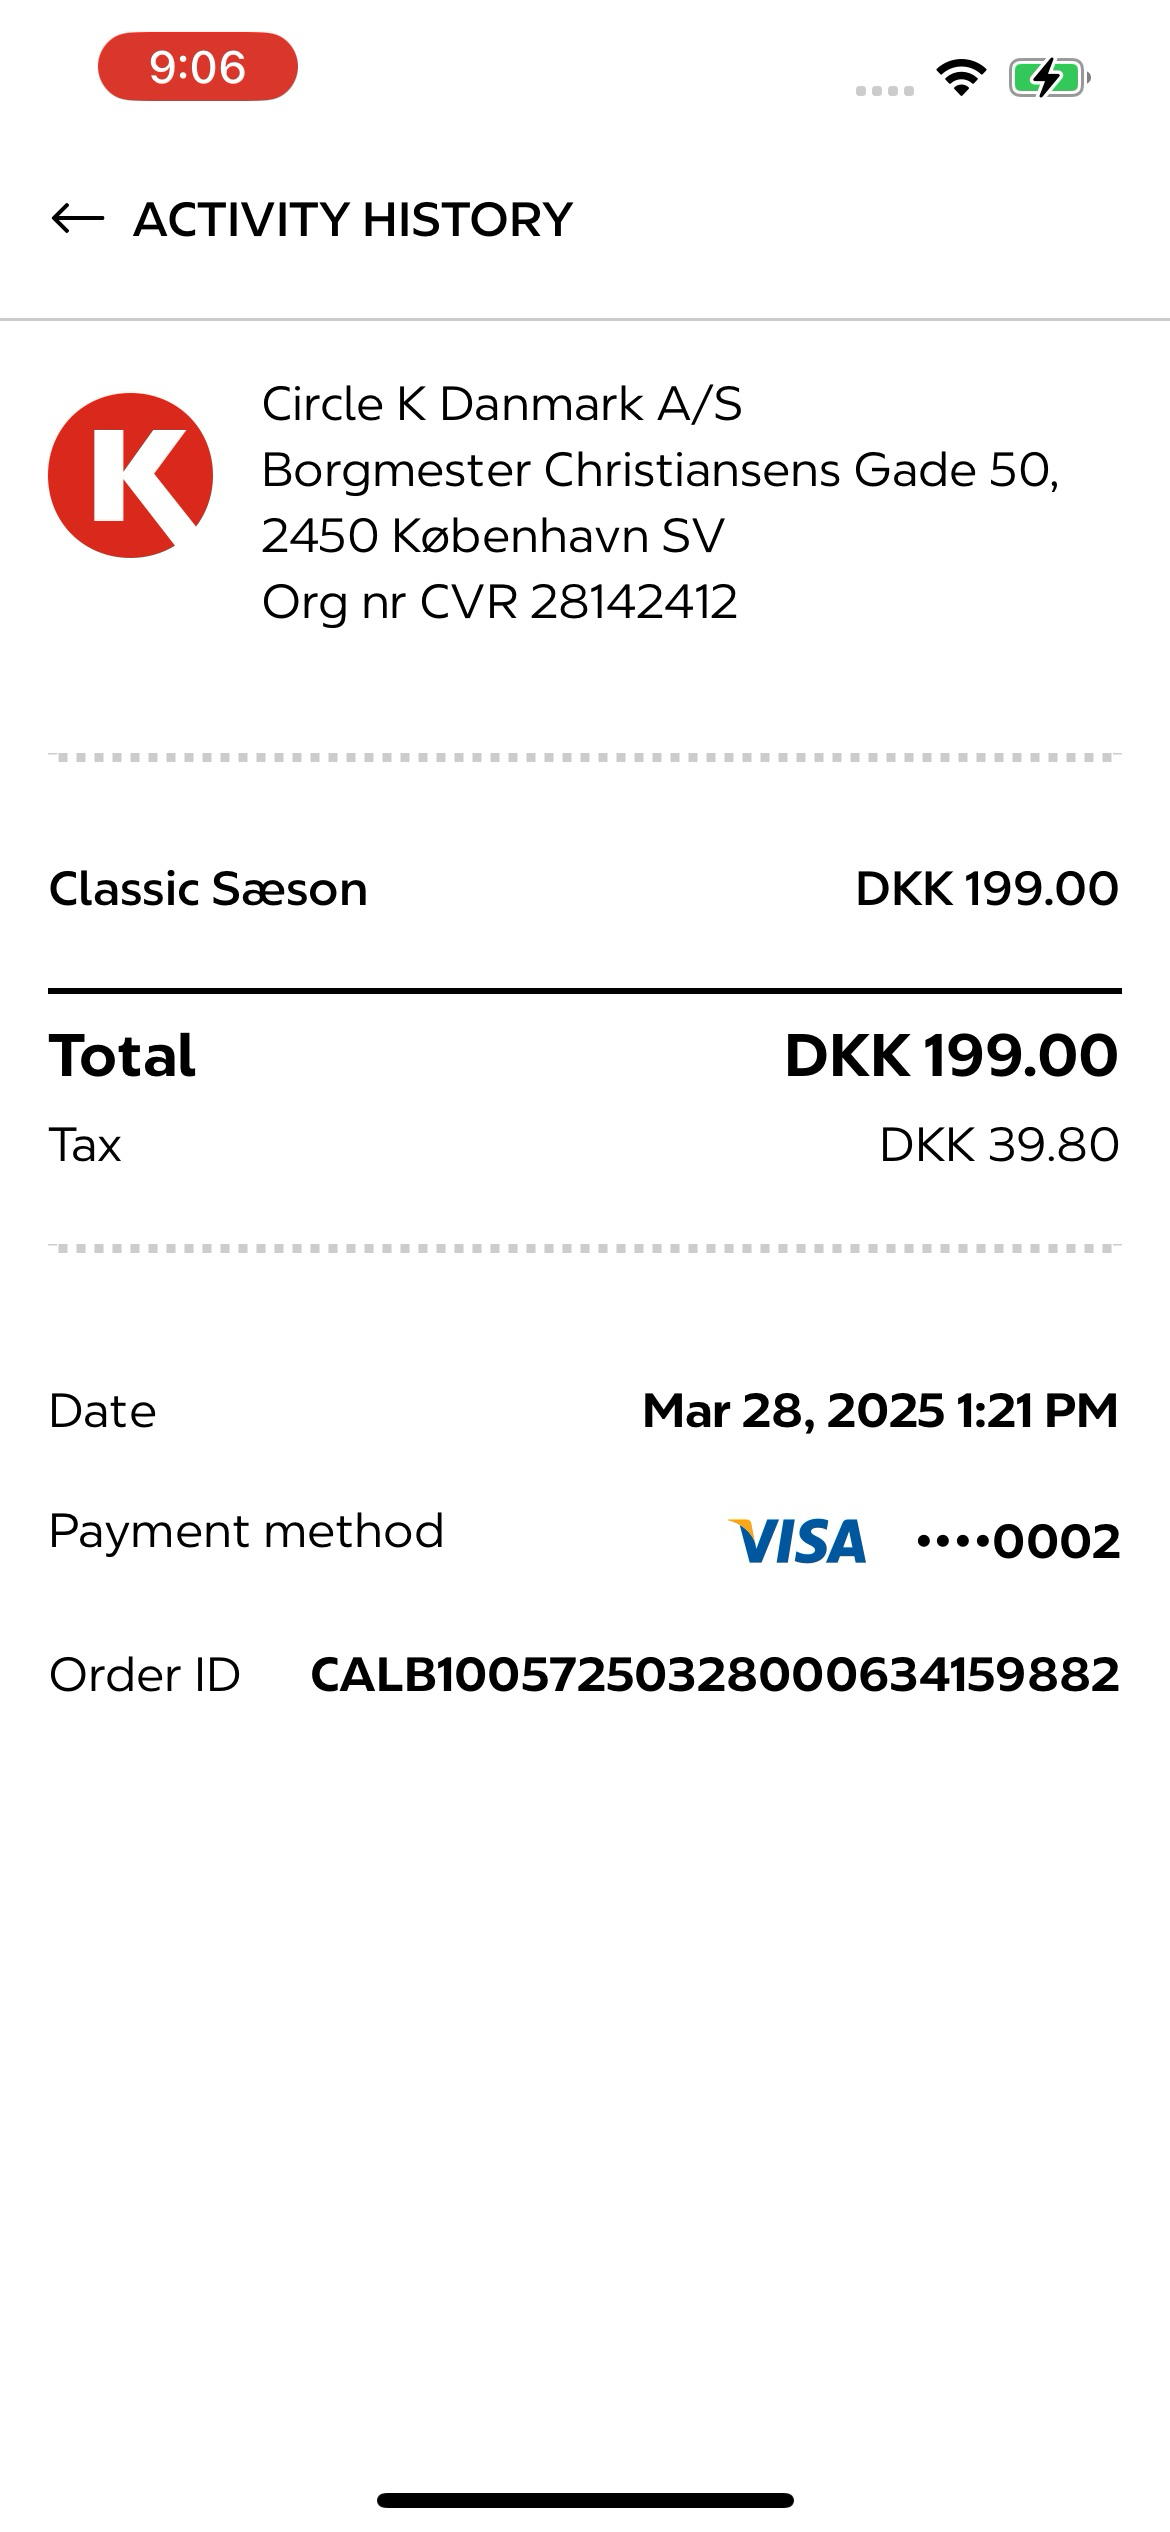 9:06
ACTIVITY HISTORY
K
Circle K Danmark A/S
Borgmester Christiansens Gade 50,
2450 København SV
Org nr CVR 28142412
Classic Sæson DKK 199.00
Total DKK 199.00
Tax DKK 39.80
Date Mar 28, 2025 1:21 PM
Payment method VISA ••••0002
Order ID CALB10057250328000634159882